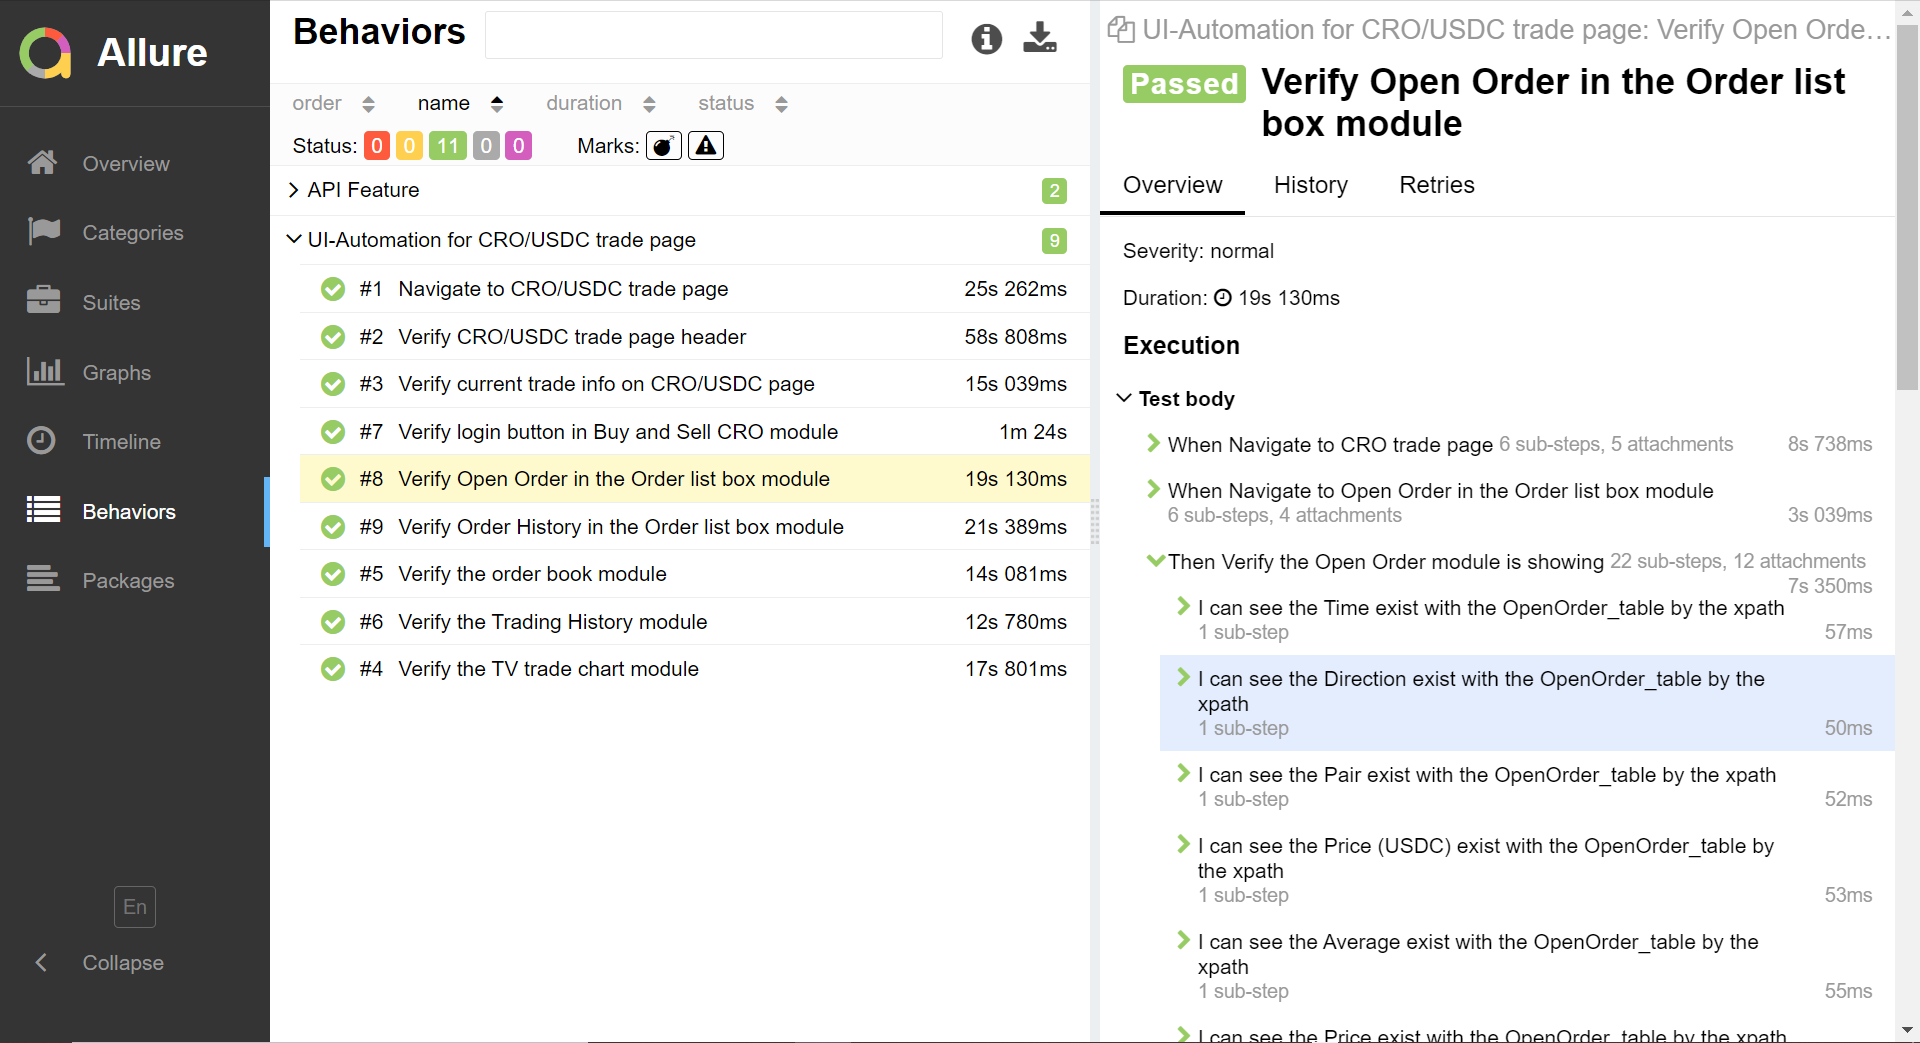 Allure
Overview
Categories
Suites
Graphs
Timeline
Behaviors
Packages
En
Collapse
Behaviors
order name duration status
Status: 0 0 11 0 0 Marks:
API Feature 2
UI-Automation for CRO/USDC trade page 9
#1 Navigate to CRO/USDC trade page 25s 262ms
#2 Verify CRO/USDC trade page header 58s 808ms
#3 Verify current trade info on CRO/USDC page 15s 039ms
#7 Verify login button in Buy and Sell CRO module 1m 24s
#8 Verify Open Order in the Order list box module 19s 130ms
#9 Verify Order History in the Order list box module 21s 389ms
#5 Verify the order book module 14s 081ms
#6 Verify the Trading History module 12s 780ms
#4 Verify the TV trade chart module 17s 801ms
UI-Automation for CRO/USDC trade page: Verify Open Orde...
Passed Verify Open Order in the Order list
box module
Overview History Retries
Severity: normal
Duration: 19s 130ms
Execution
Test body
When Navigate to CRO trade page 6 sub-steps, 5 attachments 8s 738ms
When Navigate to Open Order in the Order list box module
6 sub-steps, 4 attachments 3s 039ms
Then Verify the Open Order module is showing 22 sub-steps, 12 attachments
7s 350ms
I can see the Time exist with the OpenOrder_table by the xpath
1 sub-step 57ms
I can see the Direction exist with the OpenOrder_table by the
xpath
1 sub-step 50ms
I can see the Pair exist with the OpenOrder_table by the xpath
1 sub-step 52ms
I can see the Price (USDC) exist with the OpenOrder_table by
the xpath
1 sub-step 53ms
I can see the Average exist with the OpenOrder_table by the
xpath
1 sub-step 55ms
I can see the Price exist with the OpenOrder_table by the xpath